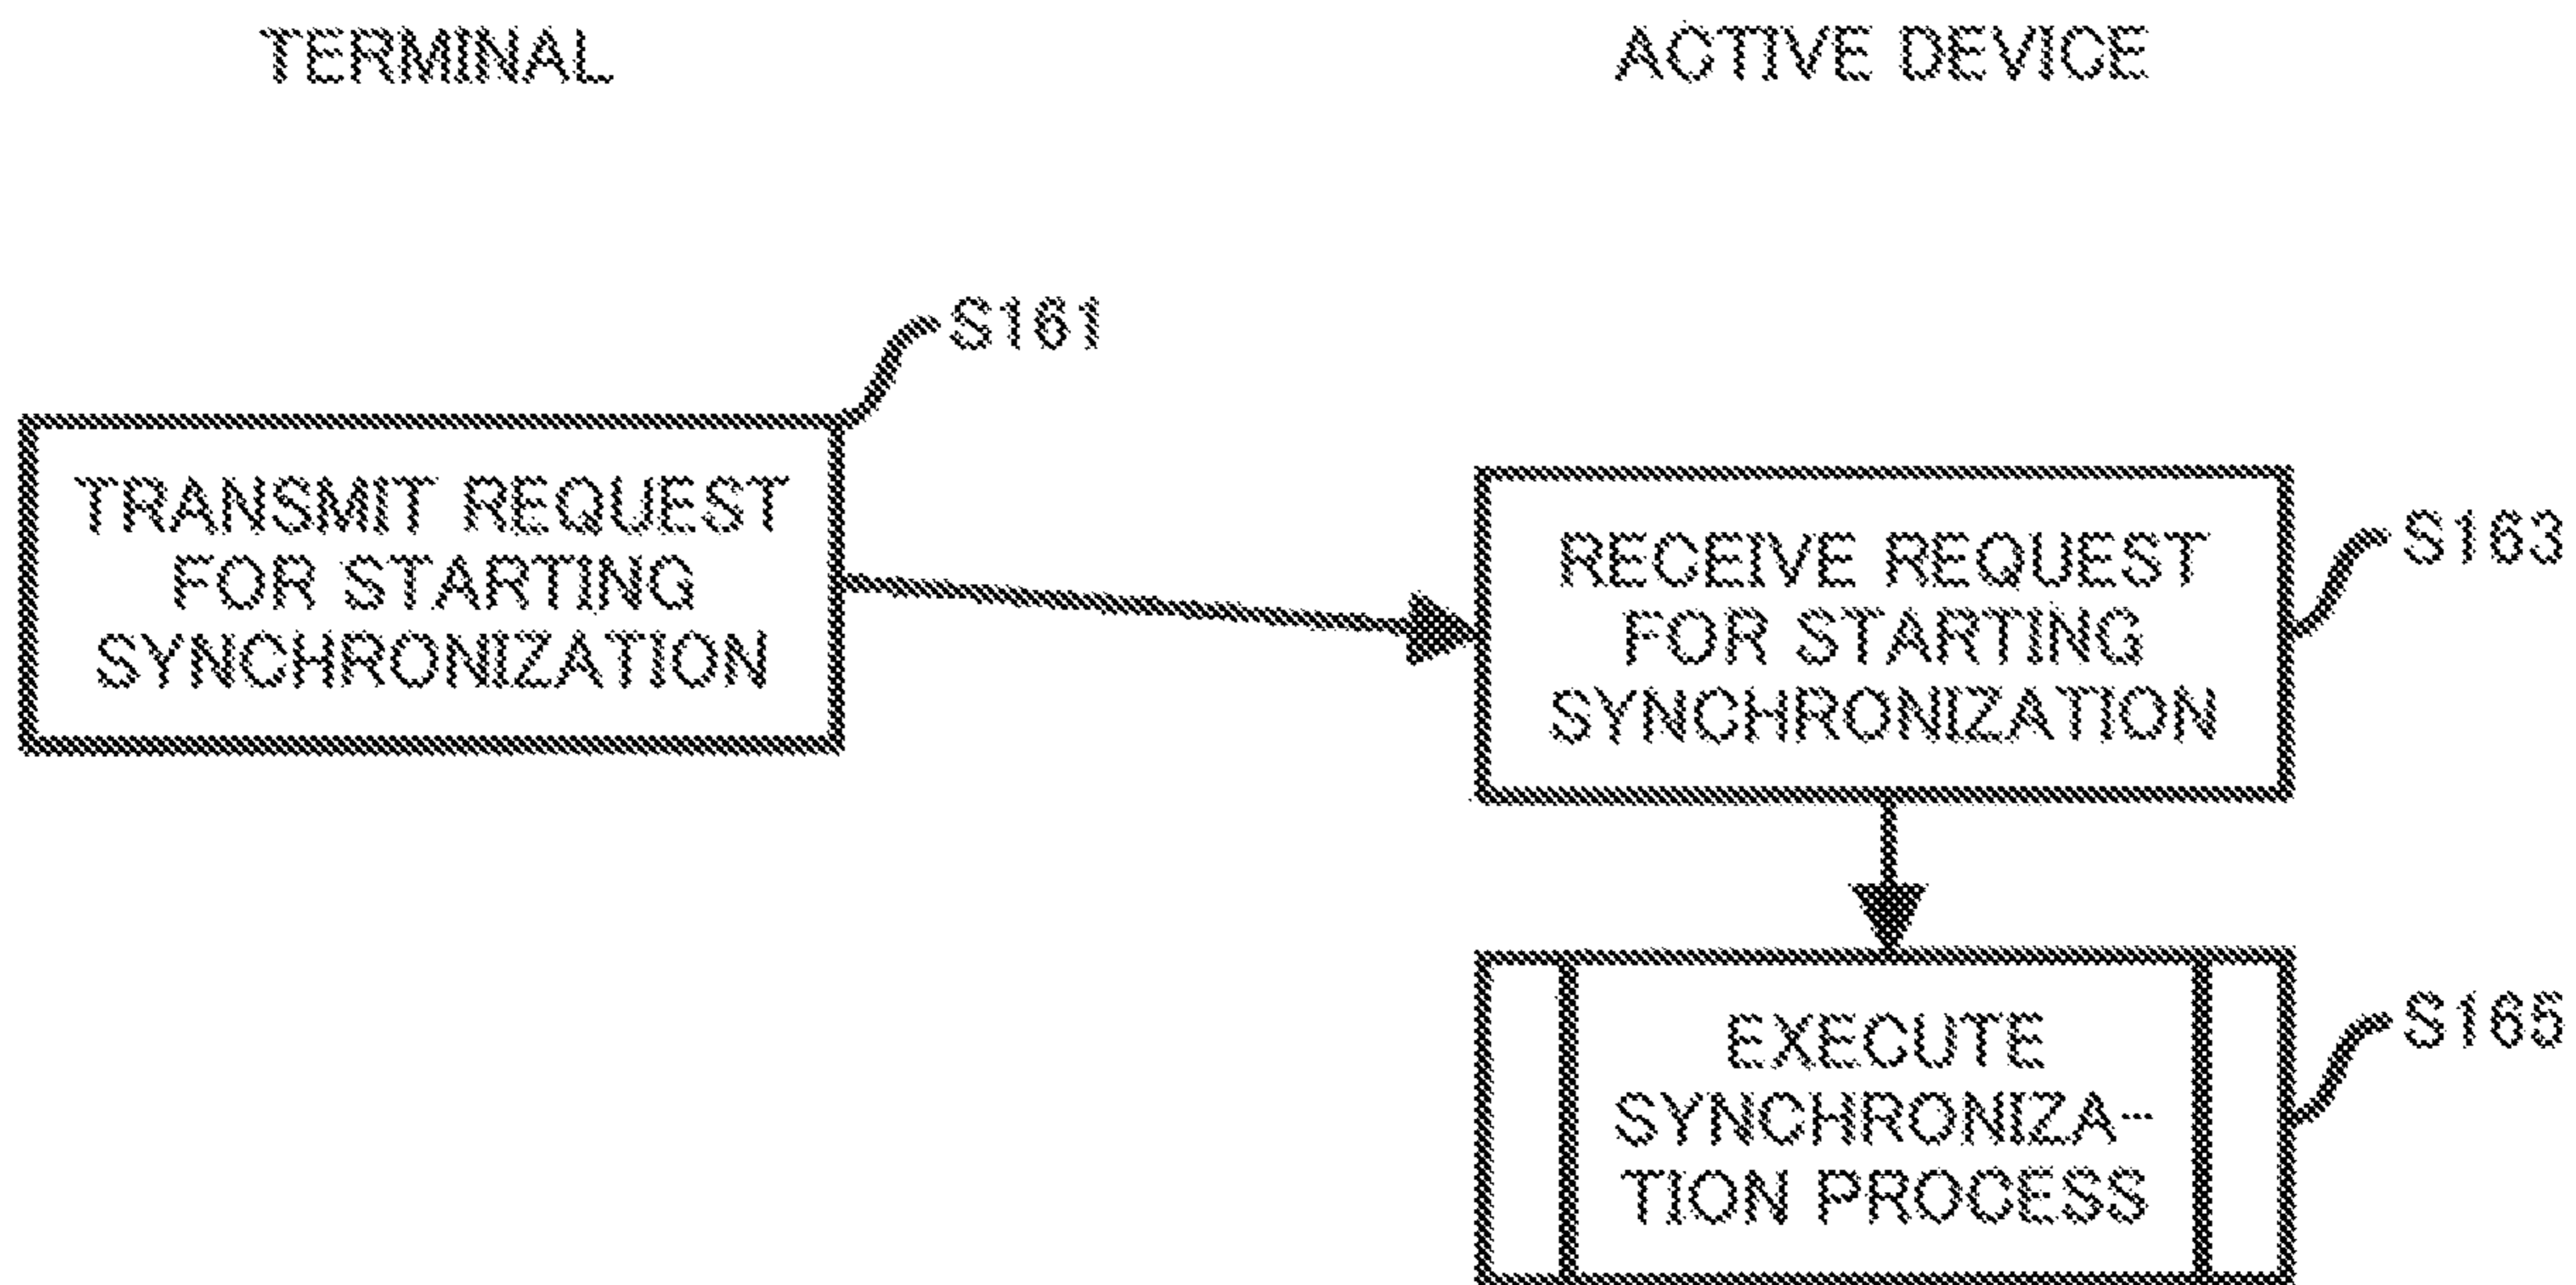 TERMINAL
ACTIVE DEVICE
S161
TRANSMIT REQUEST
FOR STARTING
SYNCHRONIZATION
S163
RECEIVE REQUEST
FOR STARTING
SYNCHRONIZATION
S165
EXECUTE
SYNCHRONIZA-
TION PROCESS